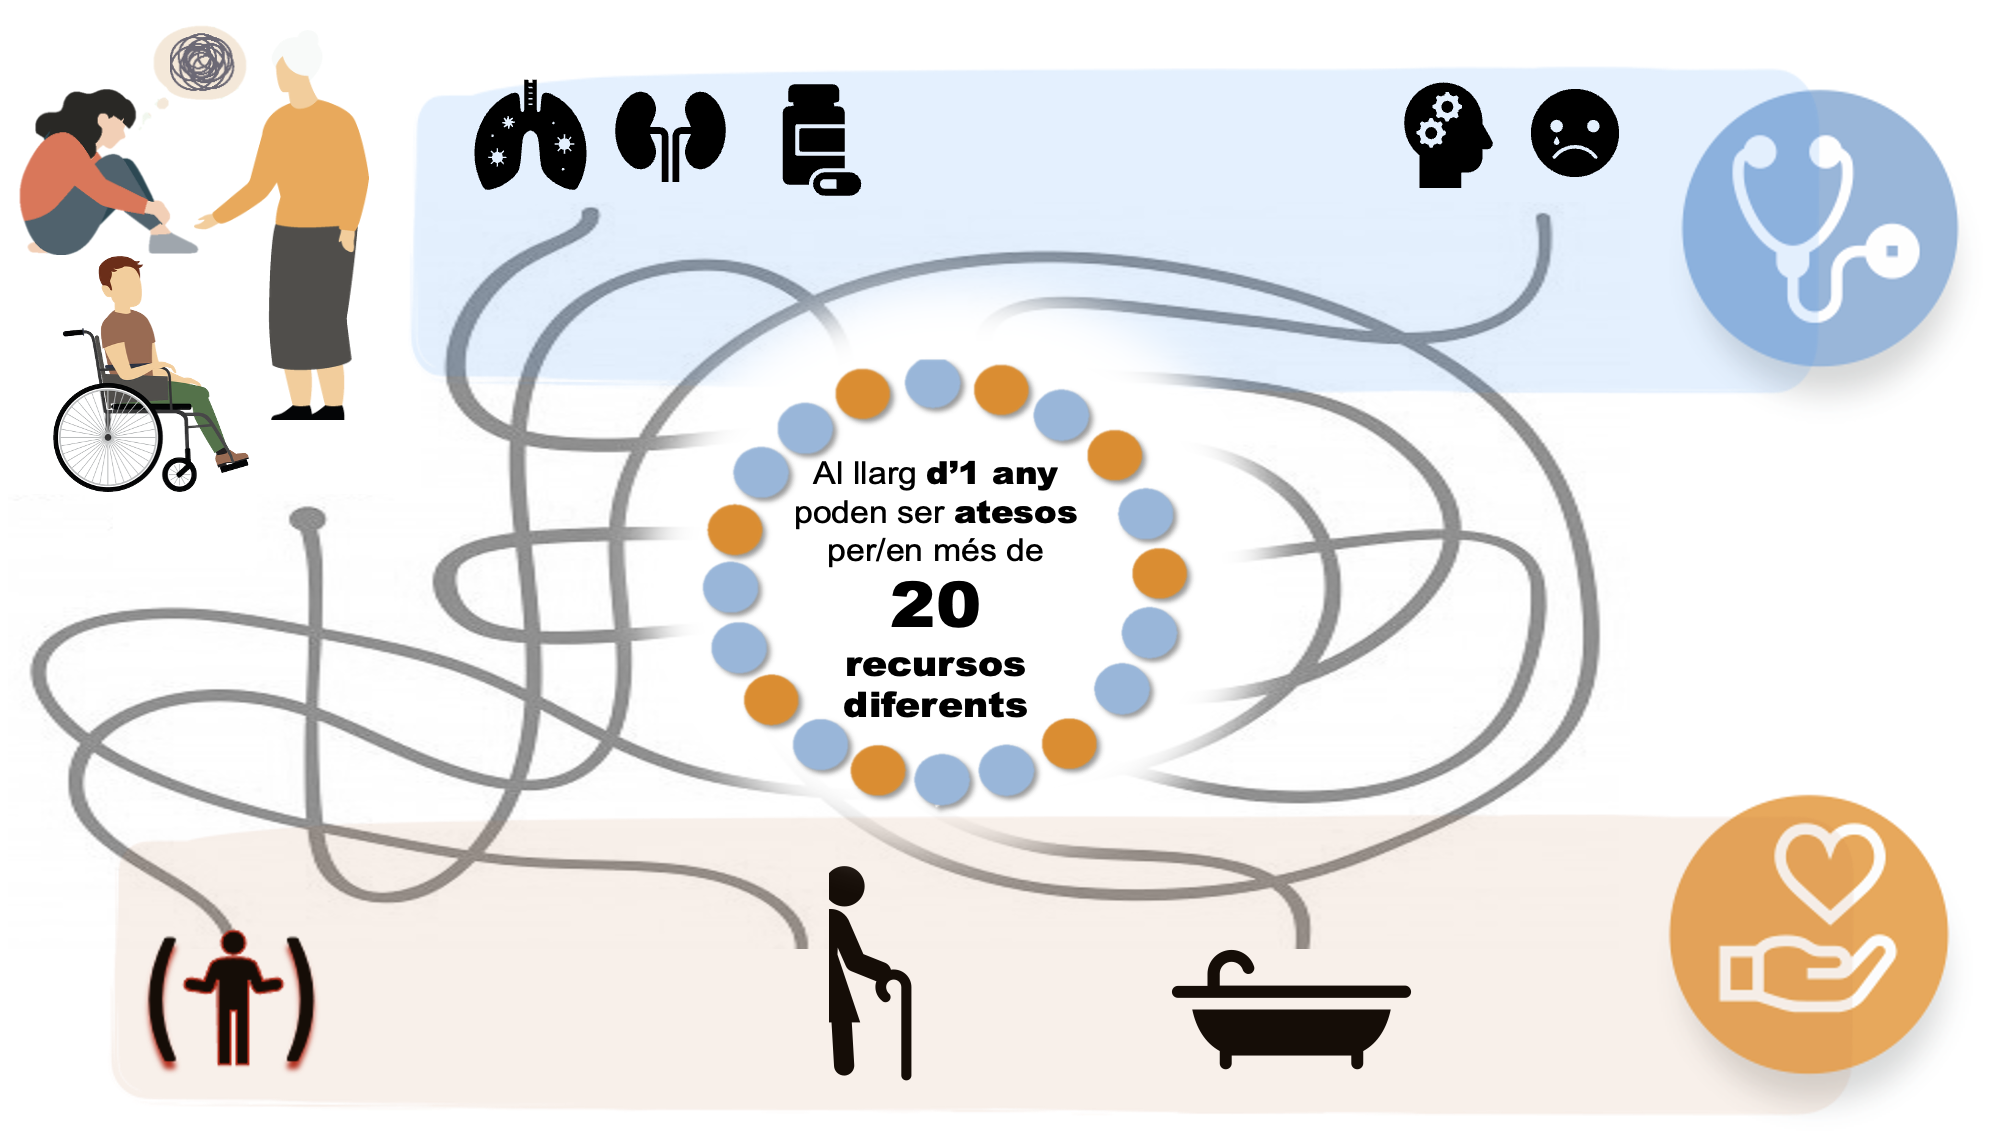 Al llarg d’1 any
poden ser atesos
per/en més de
20
recursos
diferents